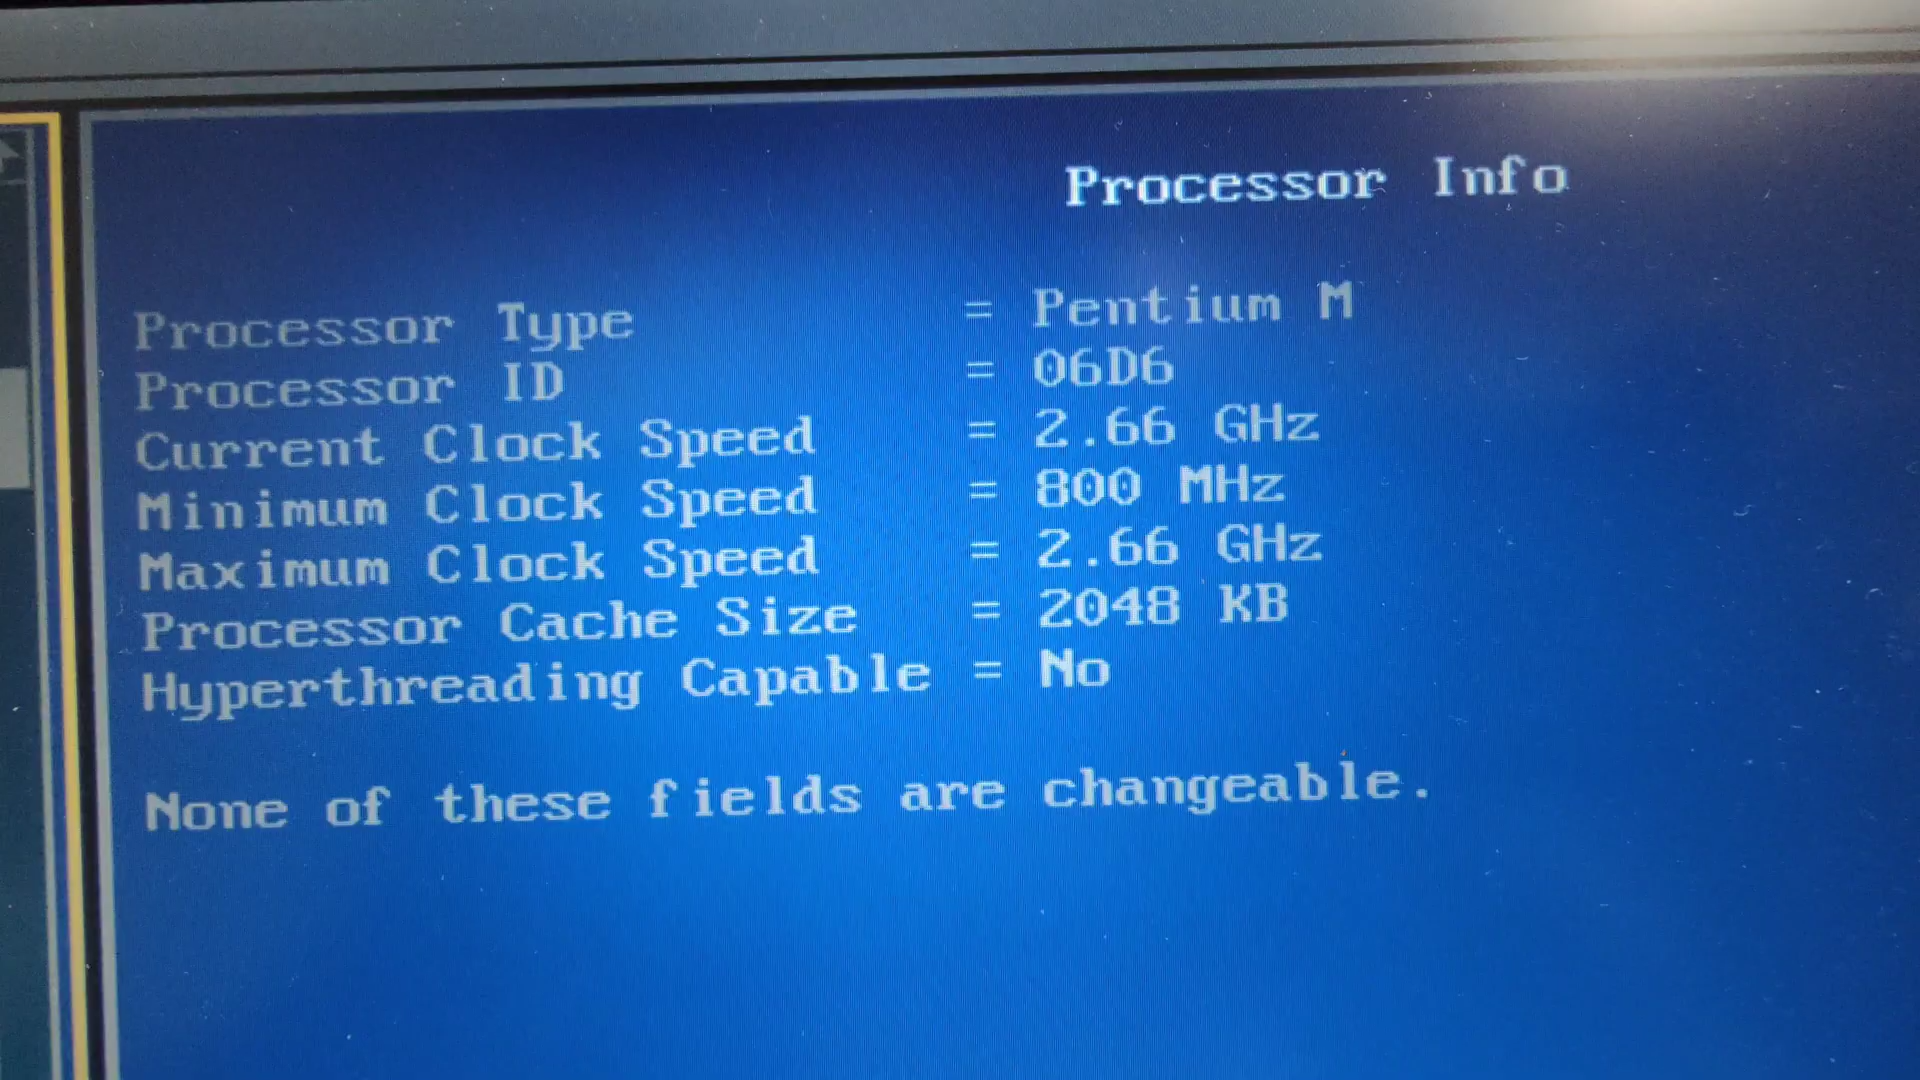 Processor Info
Processor Type = Pentium M
Processor ID = 06D6
Current Clock Speed = 2.66 GHz
Minimum Clock Speed = 800 MHz
Maximum Clock Speed = 2.66 GHz
Processor Cache Size = 2048 KB
Hyperthreading Capable = No
None of these fields are changeable.